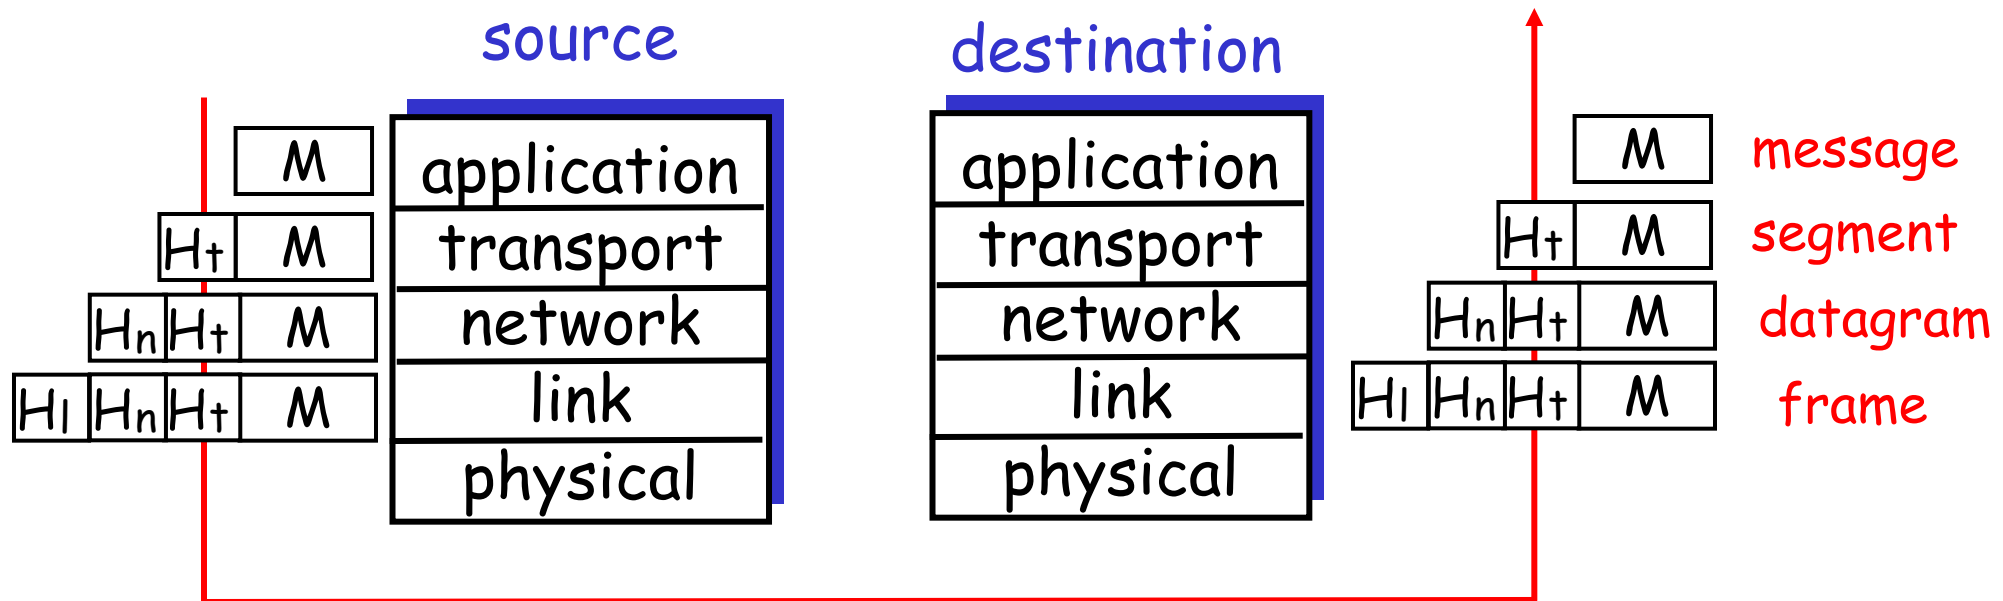 source destination
M application application M message
Ht M transport transport Ht M segment
Hn Ht M network network Hn Ht M datagram
Hl Hn Ht M link link Hl Hn Ht M frame
physical physical